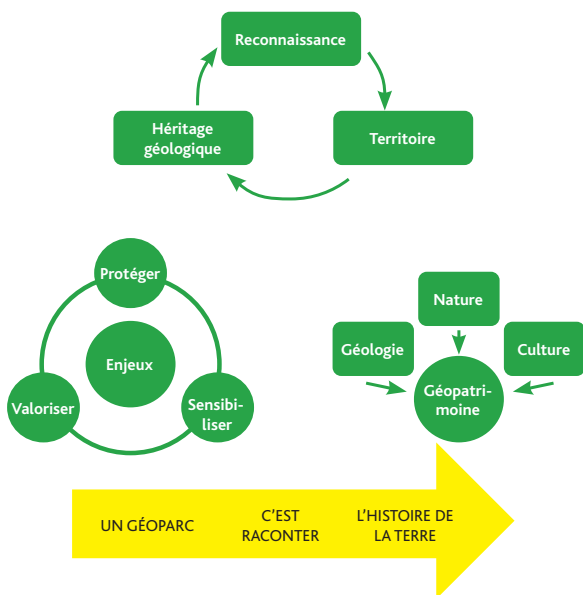 Reconnaissance
Héritage
géologique
Territoire
Protéger
Enjeux
Valoriser
Sensibi-
liser
Nature
Géologie
Culture
Géopatri-
moine
UN GÉOPARC
C’EST
RACONTER
L’HISTOIRE DE
LA TERRE